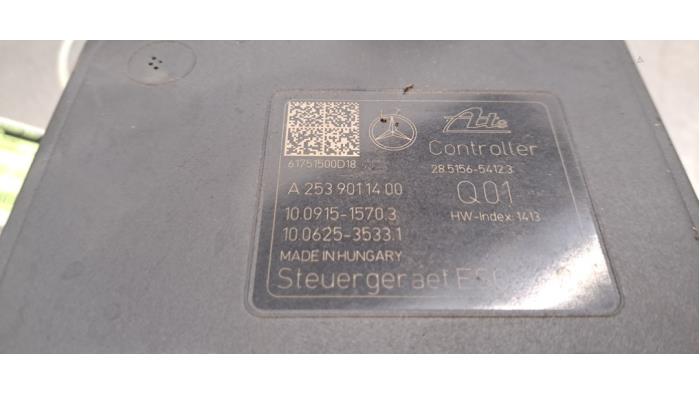 Ate
61751500D18
Controller
28.5156-5412.3
A 253 901 14 00
Q01
10.0915-1570.3
HW-Index: 1413
10.0625-3533.1
MADE IN HUNGARY
Steuergeraet